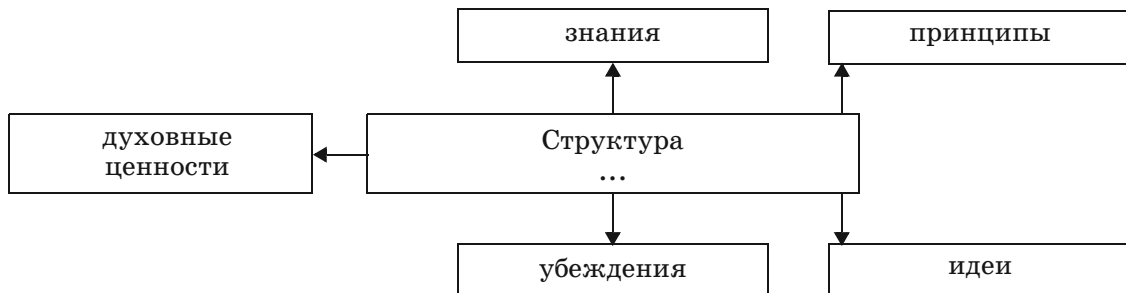 знания
принципы
духовные
ценности
Структура
...
убеждения
идеи